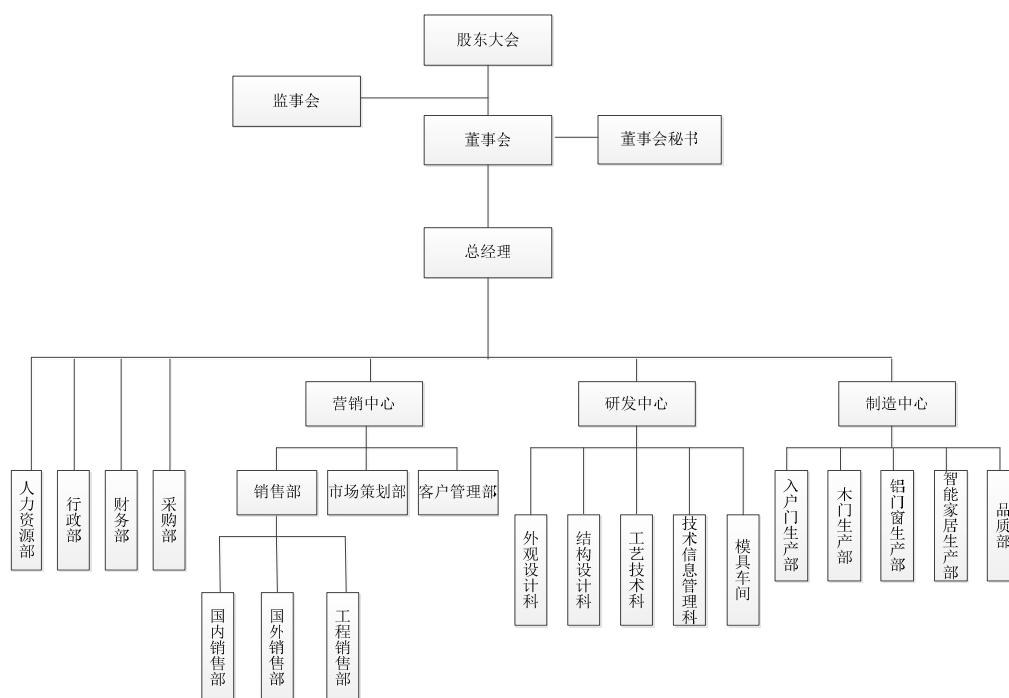 股东大会
监事会
董事会
董事会秘书
总经理
营销中心
研发中心
制造中心
人力资源部
行政部
财务部
采购部
销售部
市场策划部
客户管理部
外观设计科
结构设计科
工艺技术科
技术信息管理科
模具车间
入户门生产部
木门生产部
铝门窗生产部
智能家居生产部
品质部
国内销售部
国外销售部
工程销售部